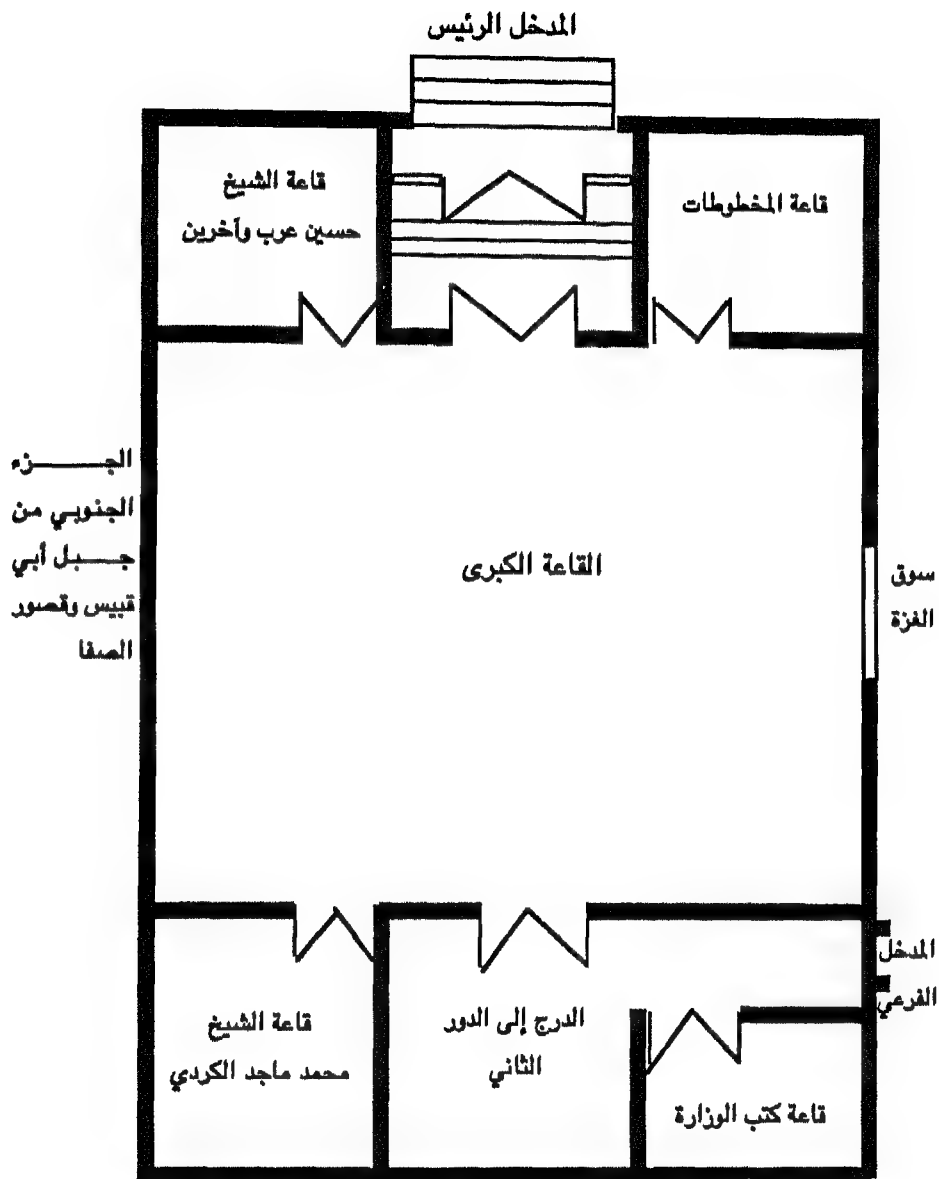 المدخل الرئيس
قاعة المخطوطات
قاعة الشيخ
حسين عرب وآخرين
سوق
الغزة
القاعة الكبرى
الجــــــزء
الجنوبي من
جـــبل أبي
قبيس وقصور
الصفا
المدخل
الفرعي
قاعة كتب الوزارة
الدرج إلى الدور
الثاني
قاعة الشيخ
محمد ماجد الكردي